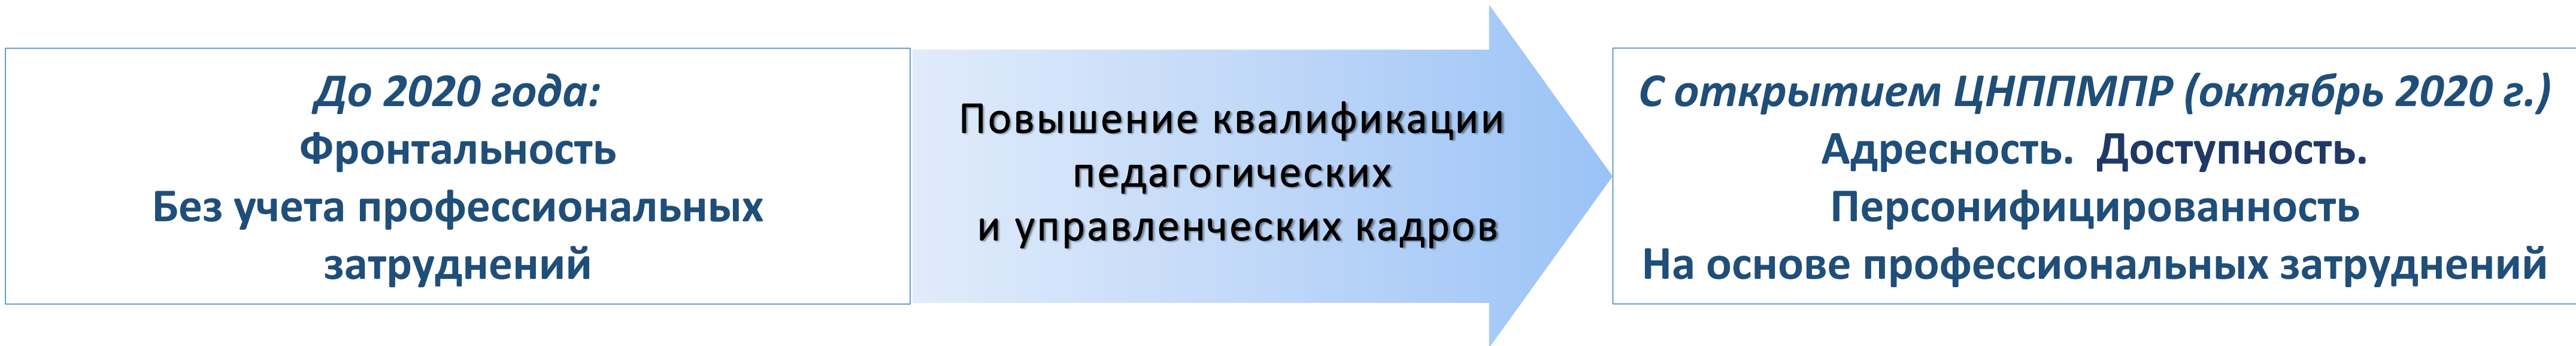 До 2020 года:
Фронтальность
Без учета профессиональных
затруднений
Повышение квалификации
педагогических
и управленческих кадров
С открытием ЦНППМПР (октябрь 2020 г.)
Адресность. Доступность.
Персонифицированность
На основе профессиональных затруднений